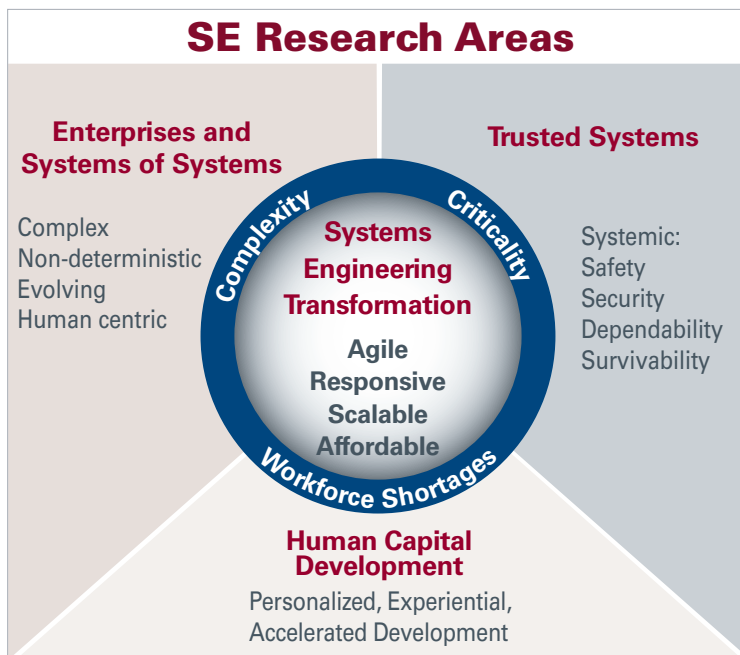 SE Research Areas
Enterprises and
Systems of Systems
Complex
Non-deterministic
Evolving
Human centric
Trusted Systems
Systemic:
Safety
Security
Dependability
Survivability
Complexity
Criticality
Workforce Shortages
Systems
Engineering
Transformation
Agile
Responsive
Scalable
Affordable
Human Capital
Development
Personalized, Experiential,
Accelerated Development